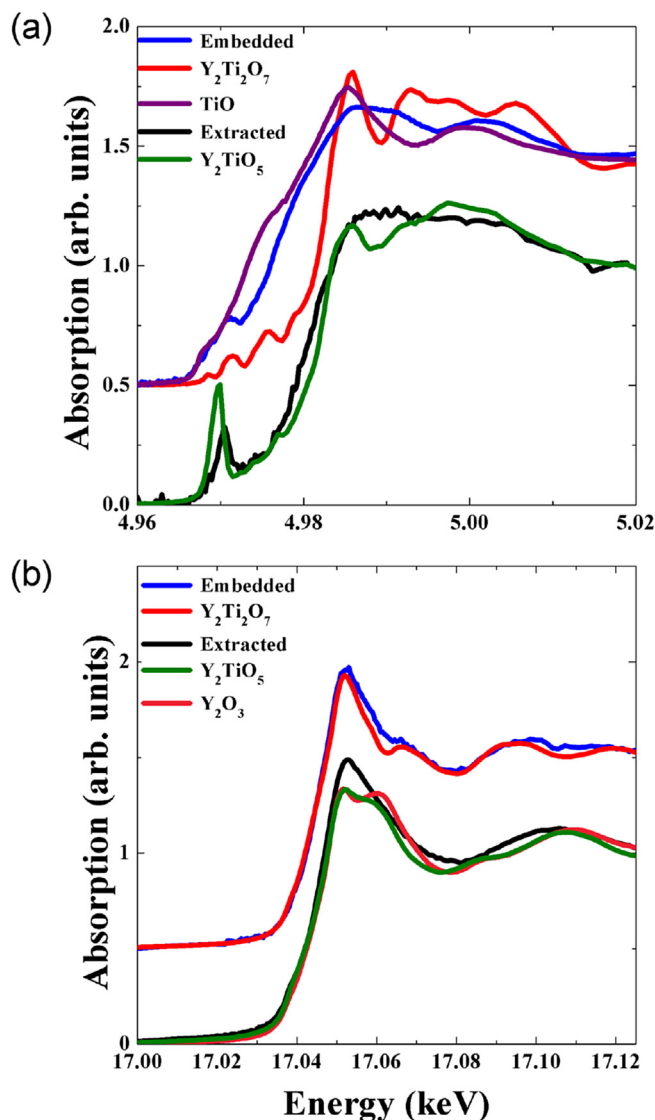 (a)
2.0
1.5
1.0
0.5
0.0
Absorption (arb. units)
Embedded
Y₂Ti₂O₇
TiO
Extracted
Y₂TiO₅
4.96 4.98 5.00 5.02
(b)
2
1
0
Absorption (arb. units)
Embedded
Y₂Ti₂O₇
Extracted
Y₂TiO₅
Y₂O₃
17.00 17.02 17.04 17.06 17.08 17.10 17.12
Energy (keV)